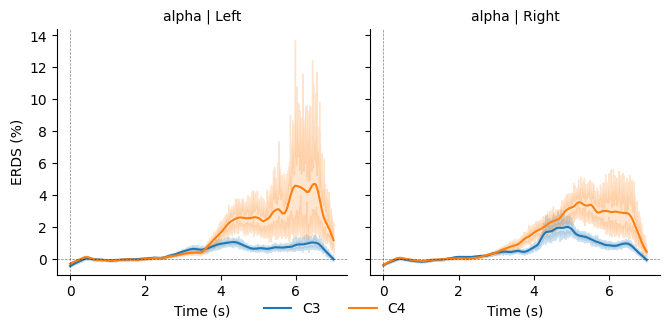 alpha | Left
alpha | Right
14
12
10
8
6
4
2
0
ERDS (%)
0 2 4 6
0 2 4 6
Time (s)
Time (s)
C3 C4